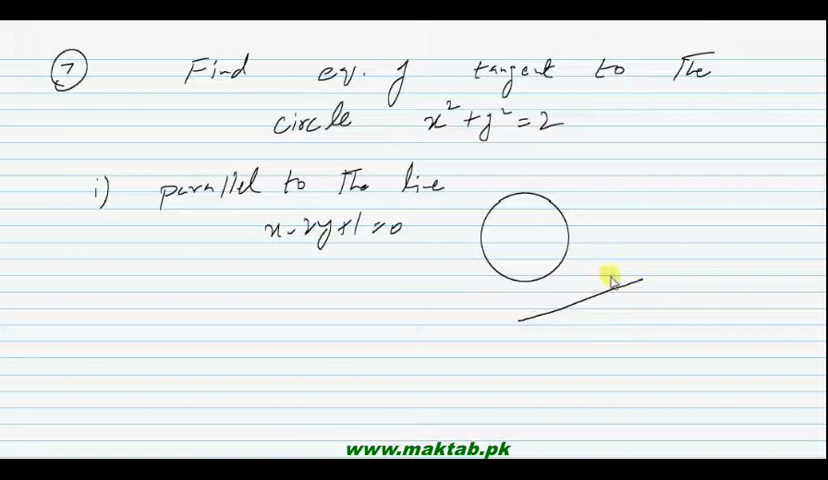 7 Find eq. of tangent to The
circle x² + y² = 2
i) parallel to The line
x - 2y + 1 = 0
www.maktab.pk